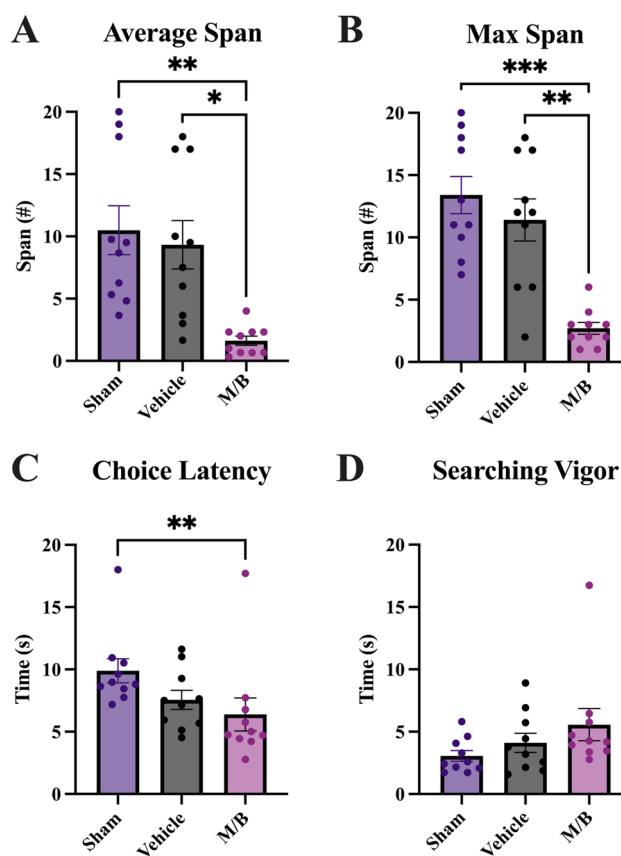 A Average Span
**
*
Span (#)
20
15
10
5
0
Sham Vehicle M/B
B Max Span
***
**
Span (#)
20
15
10
5
0
Sham Vehicle M/B
C Choice Latency
**
Time (s)
20
15
10
5
0
Sham Vehicle M/B
D Searching Vigor
Time (s)
20
15
10
5
0
Sham Vehicle M/B